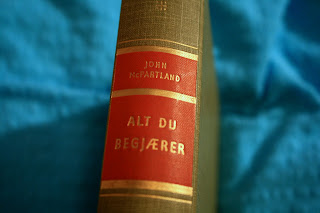 JOHN
McPARTLAND
ALT DU
BEGJÆRER